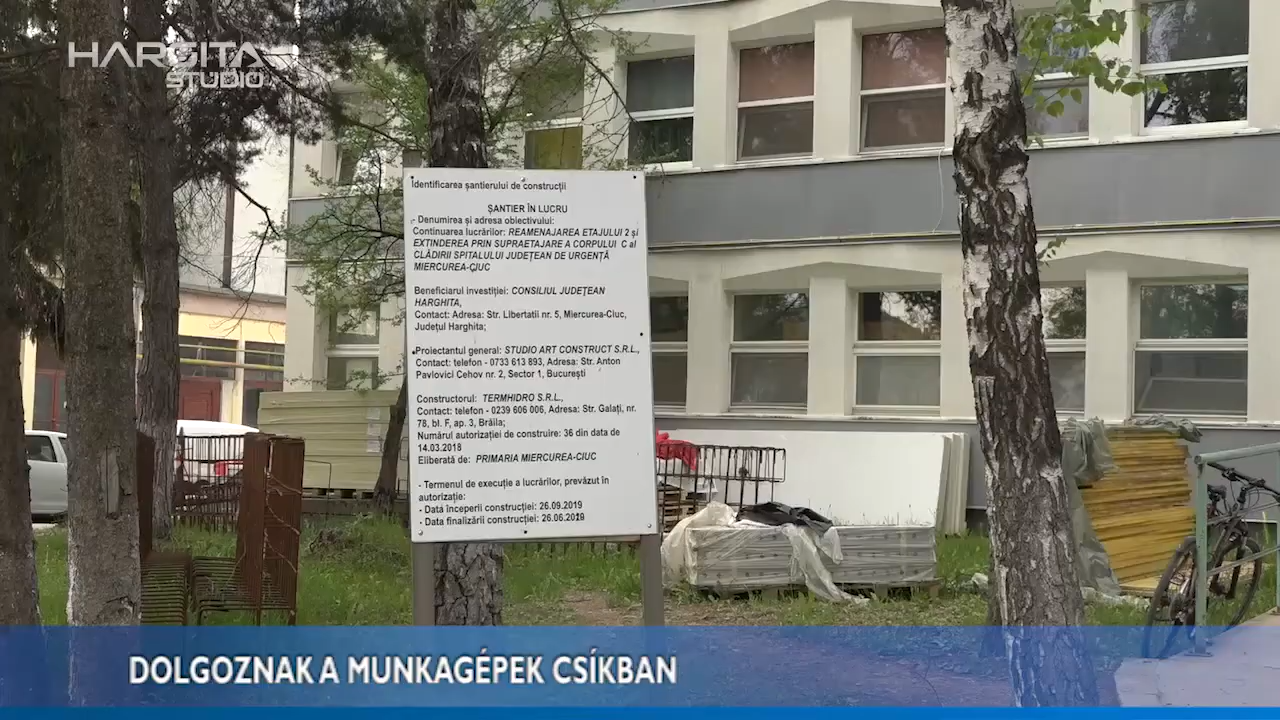 HARGITA
STUDIO
Identificarea șantierului de construcții
ȘANTIER ÎN LUCRU
- Denumirea și adresa obiectivului:
Continuarea lucrărilor: REAMENAJAREA ETAJULUI 2 și
EXTINDEREA PRIN SUPRAETAJARE A CORPULUI C al
CLĂDIRII SPITALULUI JUDEȚEAN DE URGENȚĂ
MIERCUREA-CIUC
Beneficiarul investiției: CONSILIUL JUDEȚEAN
HARGHITA,
Contact: Adresa: Str. Libertatii nr. 5, Miercurea-Ciuc,
Județul Harghita;
Proiectantul general: STUDIO ART CONSTRUCT S.R.L.,
Contact: telefon - 0733 613 893, Adresa: Str. Anton
Pavlovici Cehov nr. 2, Sector 1, București
Constructorul: TERMHIDRO S.R.L.,
Contact: telefon - 0239 606 006, Adresa: Str. Galați, nr.
78, bl. F, ap. 3, Brăila;
Numărul autorizației de construire: 36 din data de
14.03.2018
Eliberată de: PRIMARIA MIERCUREA-CIUC
- Termenul de execuție a lucrărilor, prevăzut în
autorizație:
- Data începerii construcției: 26.09.2019
- Data finalizării construcției: 26.06.2019
DOLGOZNAK A MUNKAGÉPEK CSÍKBAN